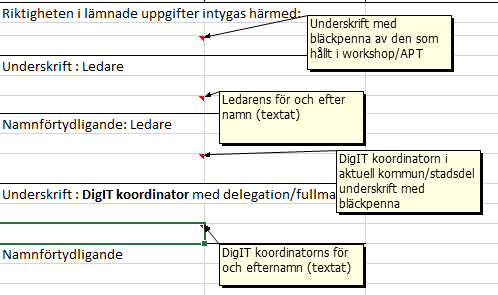 Riktigheten i lämnade uppgifter intygas härmed:
Underskrift med
bläckpenna av den som
hållt i workshop/APT
Underskrift : Ledare
Ledarens för och efter
namn (textat)
Namnförtydligande: Ledare
DigIT koordinatorn i
aktuell kommun/stadsdel
underskrift med
bläckpenna
Underskrift : DigIT koordinator med delegation/fullma
DigIT koordinatorns för
och efternamn (textat)
Namnförtydligande